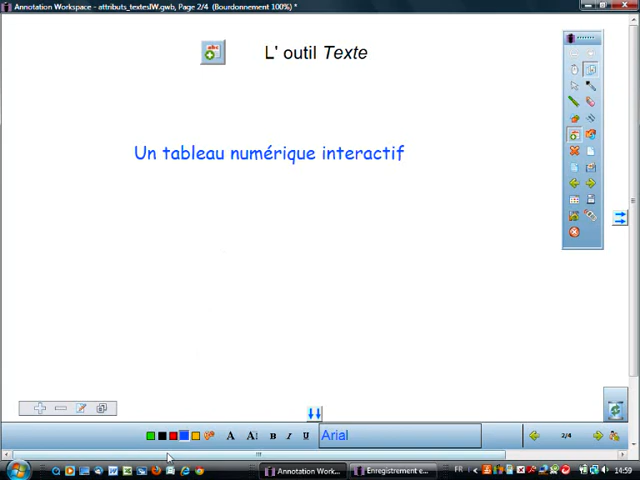 Annotation Workspace - attributs_textesIW.gwb, Page 2/4 (Bourdonnement 100%) *
abc
L' outil Texte
Un tableau numérique interactif
A A B I U Arial 2/4
Annotation Work... Enregistrement e... FR 14:59